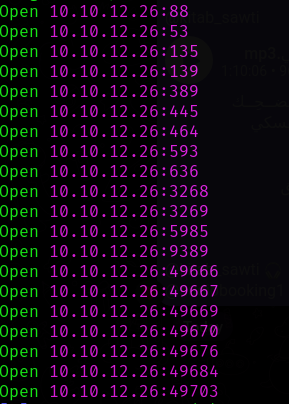 Open 10.10.12.26:88
Open 10.10.12.26:53
Open 10.10.12.26:135
Open 10.10.12.26:139
Open 10.10.12.26:389
Open 10.10.12.26:445
Open 10.10.12.26:464
Open 10.10.12.26:593
Open 10.10.12.26:636
Open 10.10.12.26:3268
Open 10.10.12.26:3269
Open 10.10.12.26:5985
Open 10.10.12.26:9389
Open 10.10.12.26:49666
Open 10.10.12.26:49667
Open 10.10.12.26:49669
Open 10.10.12.26:49670
Open 10.10.12.26:49676
Open 10.10.12.26:49684
Open 10.10.12.26:49703